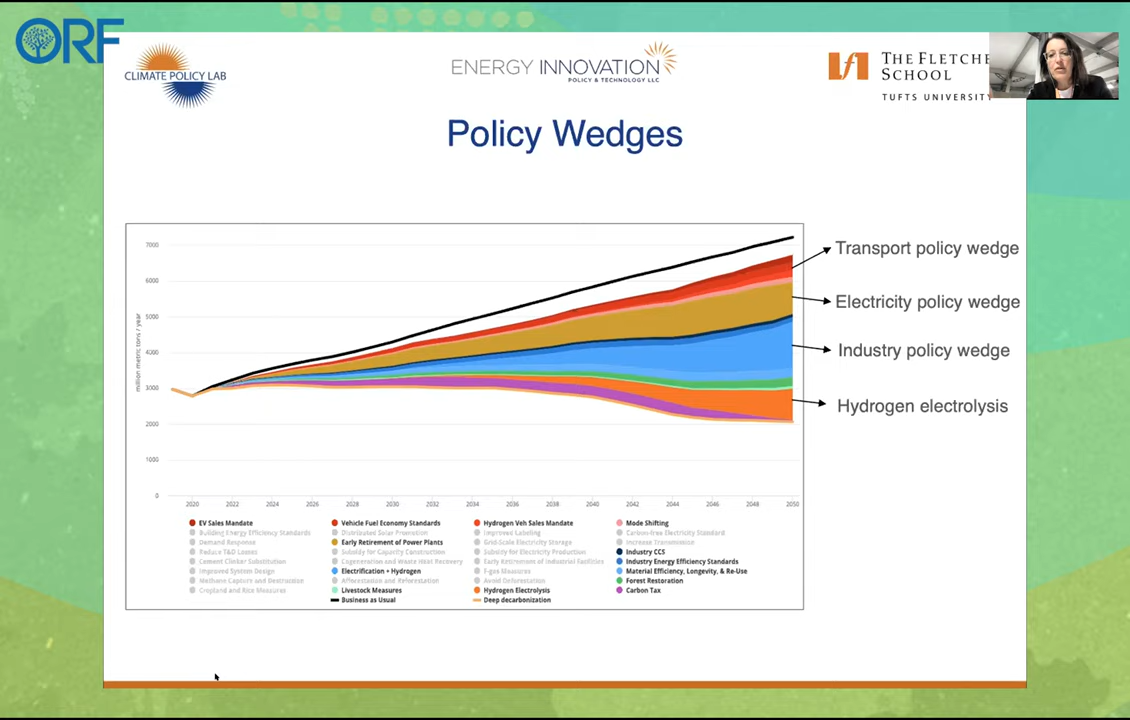 ORF
CLIMATE POLICY LAB
ENERGY INNOVATION
POLICY & TECHNOLOGY LLC
THE FLETCHE
SCHOOL
TUFTS UNIVERSITY
Policy Wedges
7000
6000
5000
4000
3000
2000
1000
0
million metric tons / year
2020 2022 2024 2026 2028 2030 2032 2034 2036 2038 2040 2042 2044 2046 2048 2050
Transport policy wedge
Electricity policy wedge
Industry policy wedge
Hydrogen electrolysis
EV Sales Mandate Vehicle Fuel Economy Standards Hydrogen Veh Sales Mandate Mode Shifting
Building Energy Efficiency Standards Distributed Solar Promotion Improved Labeling Carbon-free Electricity Standard
Demand Response Early Retirement of Power Plants Grid-Scale Electricity Storage Increase Transmission
Reduce T&D Losses Subsidy for Capacity Construction Subsidy for Electricity Production Industry CCS
Cement Clinker Substitution Cogeneration and Waste Heat Recovery Early Retirement of Industrial Facilities Industry Energy Efficiency Standards
Improved System Design Electrification + Hydrogen F-gas Measures Material Efficiency, Longevity, & Re-Use
Methane Capture and Destruction Afforestation and Reforestation Avoid Deforestation Forest Restoration
Cropland and Rice Measures Livestock Measures Hydrogen Electrolysis Carbon Tax
Business as Usual Deep decarbonization